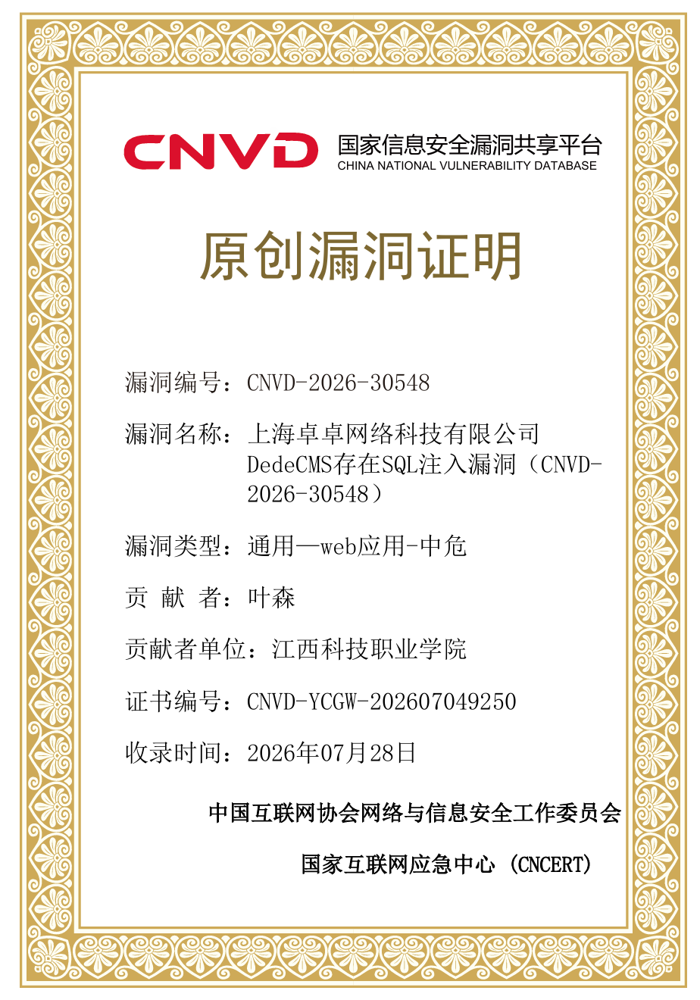 CNVD 国家信息安全漏洞共享平台
CHINA NATIONAL VULNERABILITY DATABASE
原创漏洞证明
漏洞编号：CNVD-2026-30548
漏洞名称：上海卓卓网络科技有限公司
DedeCMS存在SQL注入漏洞（CNVD-
2026-30548）
漏洞类型：通用—web应用-中危
贡 献 者：叶森
贡献者单位：江西科技职业学院
证书编号：CNVD-YCGW-202607049250
收录时间：2026年07月28日
中国互联网协会网络与信息安全工作委员会
国家互联网应急中心 (CNCERT)